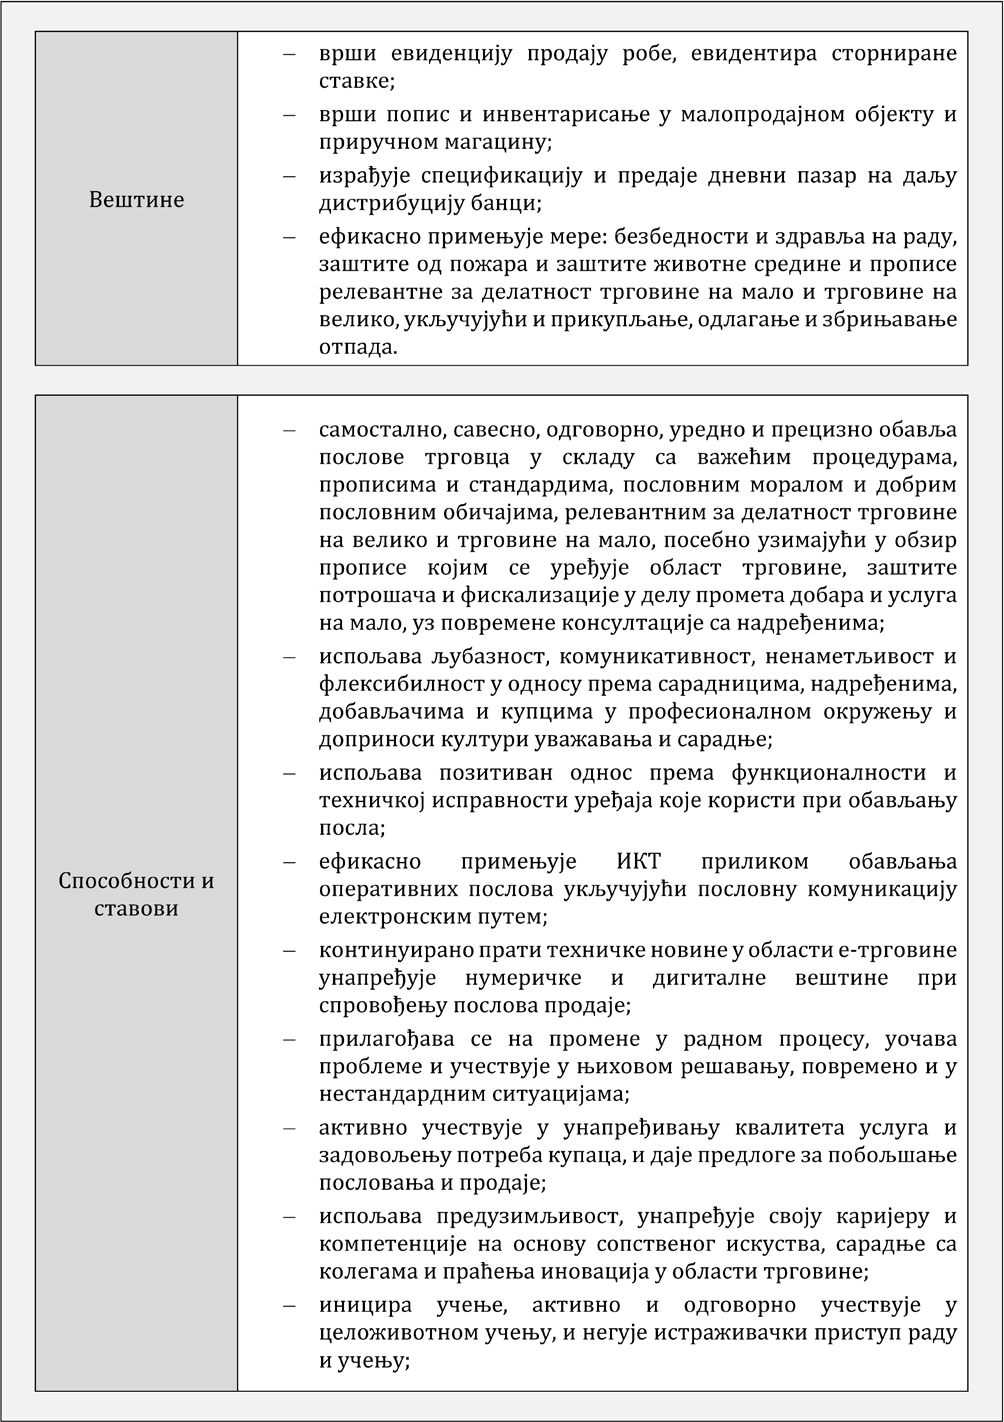 Вештине
– врши евиденцију продају робе, евидентира сторниране
ставке;
– врши попис и инвентарисање у малопродајном објекту и
приручном магацину;
– израђује спецификацију и предаје дневни пазар на даљу
дистрибуцију банци;
– ефикасно примењује мере: безбедности и здравља на раду,
заштите од пожара и заштите животне средине и прописе
релевантне за делатност трговине на мало и трговине на
велико, укључујући и прикупљање, одлагање и збрињавање
отпада.
Способности и
ставови
– самостално, савесно, одговорно, уредно и прецизно обавља
послове трговца у складу са важећим процедурама,
прописима и стандардима, пословним моралом и добрим
пословним обичајима, релевантним за делатност трговине
на велико и трговине на мало, посебно узимајући у обзир
прописе којим се уређује област трговине, заштите
потрошача и фискализације у делу промета добара и услуга
на мало, уз повремене консултације са надређенима;
– испољава љубазност, комуникативност, ненаметљивост и
флексибилност у односу према сарадницима, надређенима,
добављачима и купцима у професионалном окружењу и
доприноси култури уважавања и сарадње;
– испољава позитиван однос према функционалности и
техничкој исправности уређаја које користи при обављању
посла;
– ефикасно примењује ИКТ приликом обављања
оперативних послова укључујући пословну комуникацију
електронским путем;
– континуирано прати техничке новине у области е-трговине
унапређује нумеричке и дигиталне вештине при
спровођењу послова продаје;
– прилагођава се на промене у радном процесу, уочава
проблеме и учествује у њиховом решавању, повремено и у
нестандардним ситуацијама;
– активно учествује у унапређивању квалитета услуга и
задовољењу потреба купаца, и даје предлоге за побољшање
пословања и продаје;
– испољава предузимљивост, унапређује своју каријеру и
компетенције на основу сопственог искуства, сарадње са
колегама и праћења иновација у области трговине;
– иницира учење, активно и одговорно учествује у
целоживотном учењу, и негује истраживачки приступ раду
и учењу;